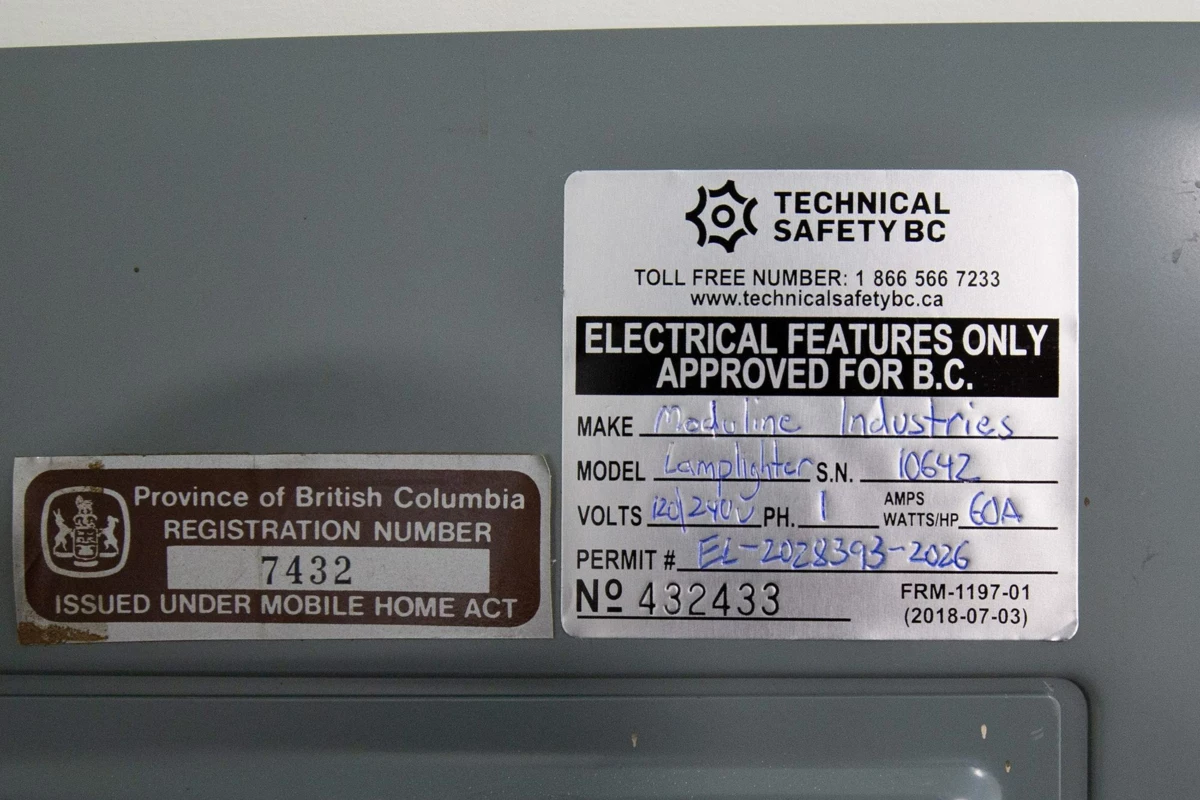 TECHNICAL
SAFETY BC
TOLL FREE NUMBER: 1 866 566 7233
www.technicalsafetybc.ca
ELECTRICAL FEATURES ONLY
APPROVED FOR B.C.
MAKE Moduline Industries
MODEL Lamplighter S.N. 10642
VOLTS 120/240V PH. 1 AMPS WATTS/HP 60A
PERMIT # EL-2028393-2026
Nº 432433 FRM-1197-01
(2018-07-03)
Province of British Columbia
REGISTRATION NUMBER
7432
ISSUED UNDER MOBILE HOME ACT